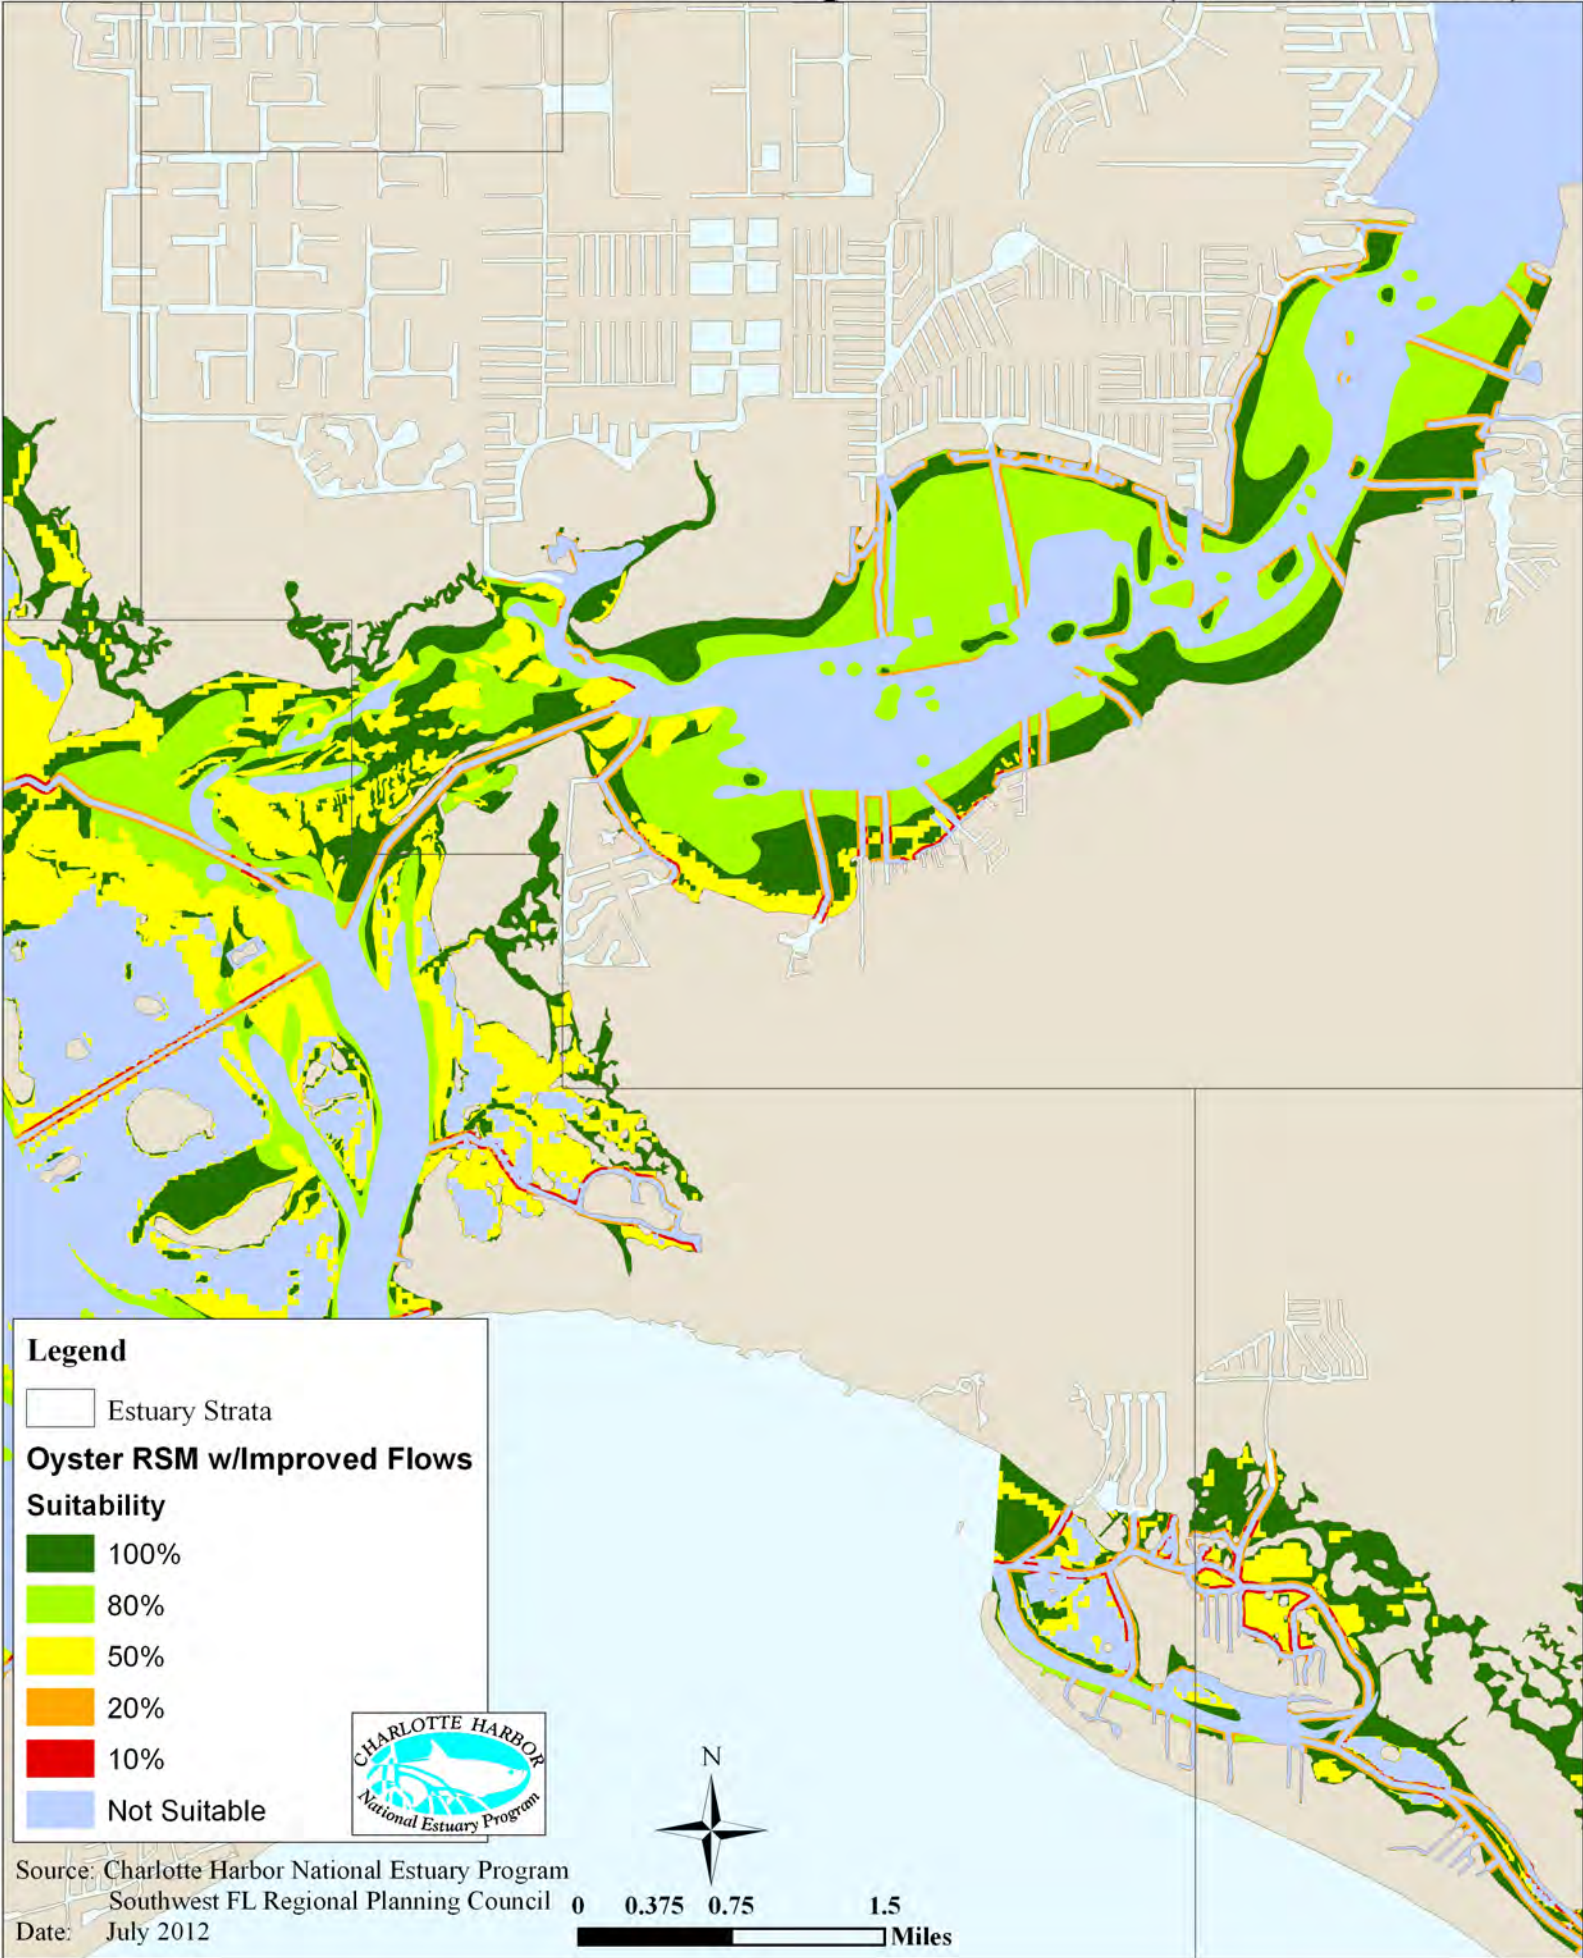 Legend
Estuary Strata
Oyster RSM w/Improved Flows
Suitability
100%
80%
50%
20%
10%
Not Suitable
CHARLOTTE HARBOR
National Estuary Program
N
Source: Charlotte Harbor National Estuary Program
Southwest FL Regional Planning Council
Date: July 2012
0 0.375 0.75 1.5
Miles